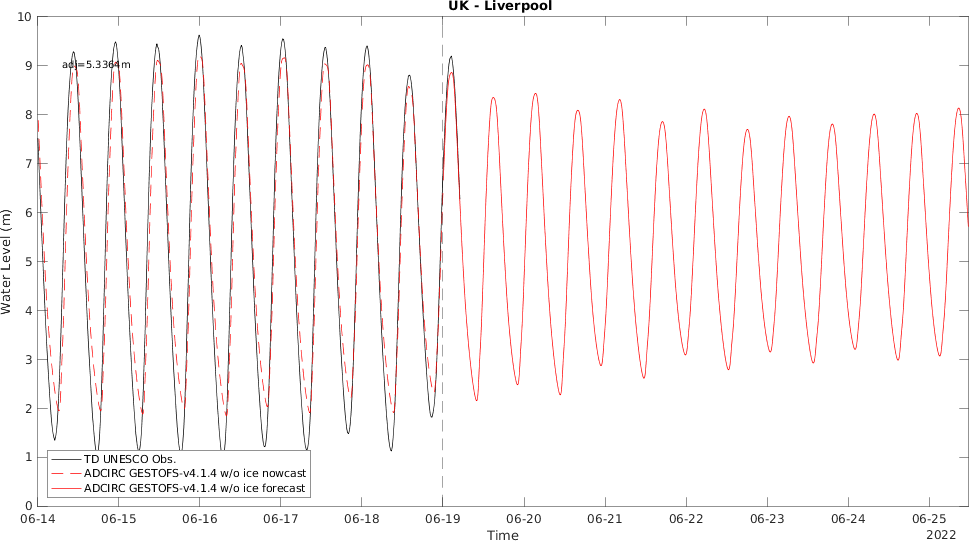 UK - Liverpool
10
9
8
7
6
5
4
3
2
1
0
Water Level (m)
adj=5.3364m
TD UNESCO Obs.
ADCIRC GESTOFS-v4.1.4 w/o ice nowcast
ADCIRC GESTOFS-v4.1.4 w/o ice forecast
06-14 06-15 06-16 06-17 06-18 06-19 06-20 06-21 06-22 06-23 06-24 06-25
Time
2022